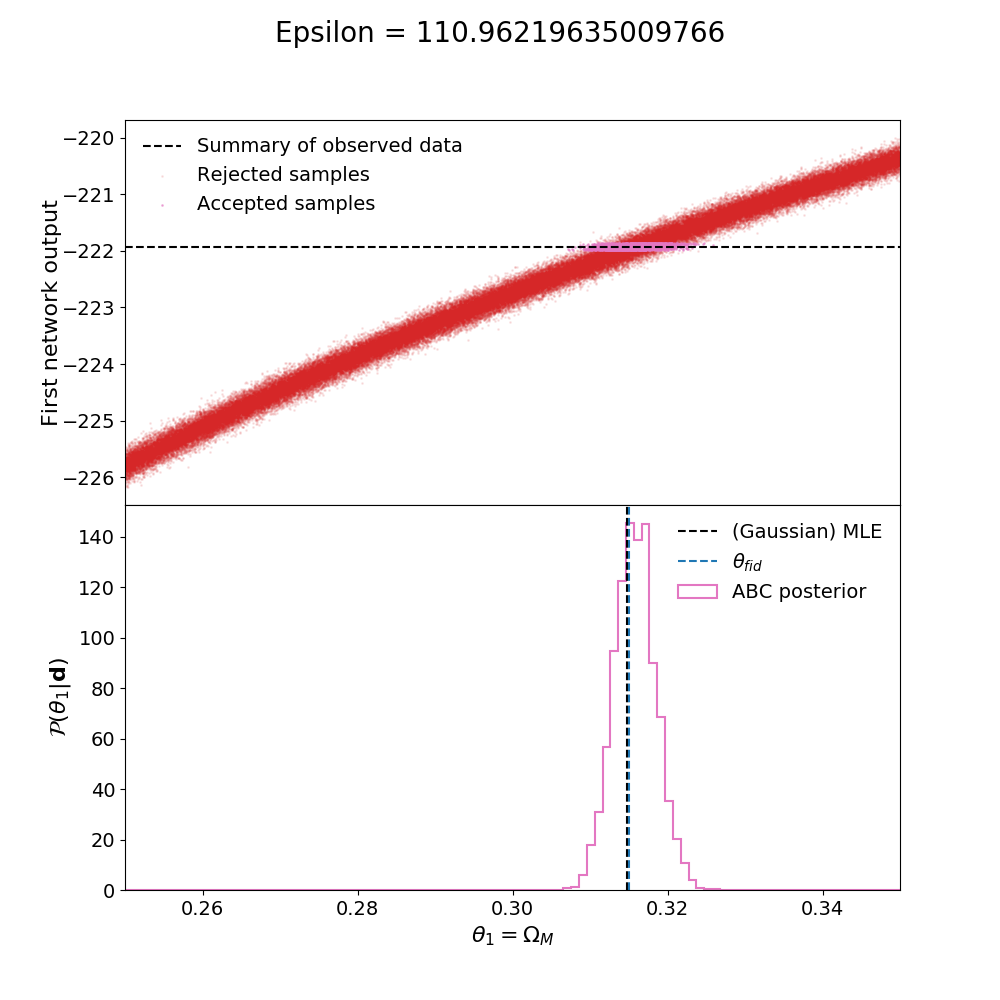 Epsilon = 110.96219635009766
First network output
−220
−221
−222
−223
−224
−225
−226
Summary of observed data
Rejected samples
Accepted samples
𝒫(θ₁|𝐝)
140
120
100
80
60
40
20
0
(Gaussian) MLE
θ_fid
ABC posterior
0.26 0.28 0.30 0.32 0.34
θ₁ = Ω_M